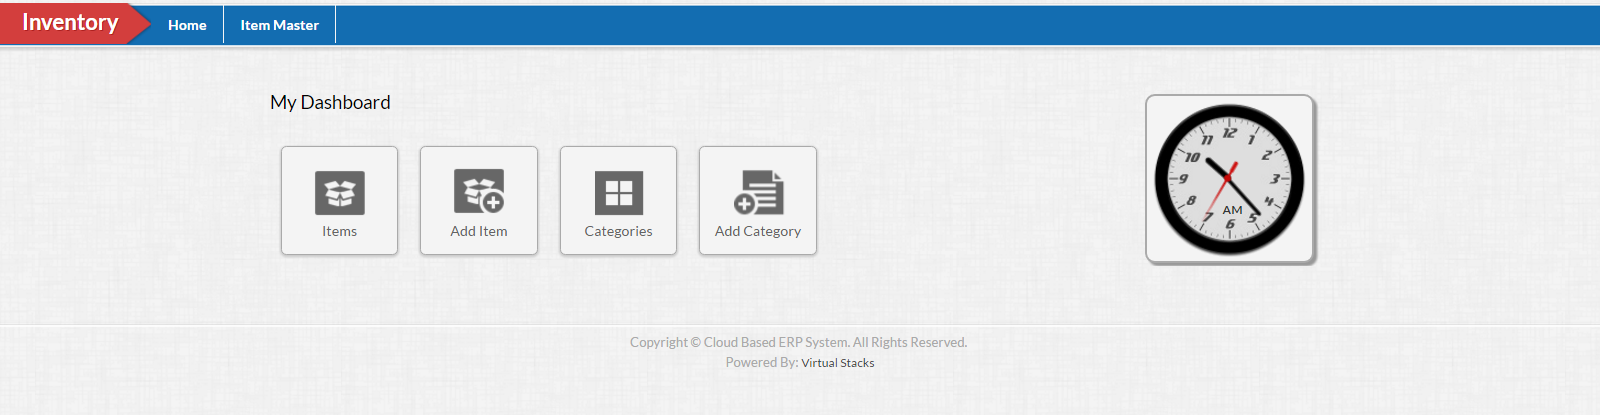 Inventory
Home
Item Master
My Dashboard
Items
Add Item
Categories
Add Category
12
1
2
3
4
5
6
7
8
9
10
11
AM
Copyright © Cloud Based ERP System. All Rights Reserved.
Powered By: Virtual Stacks